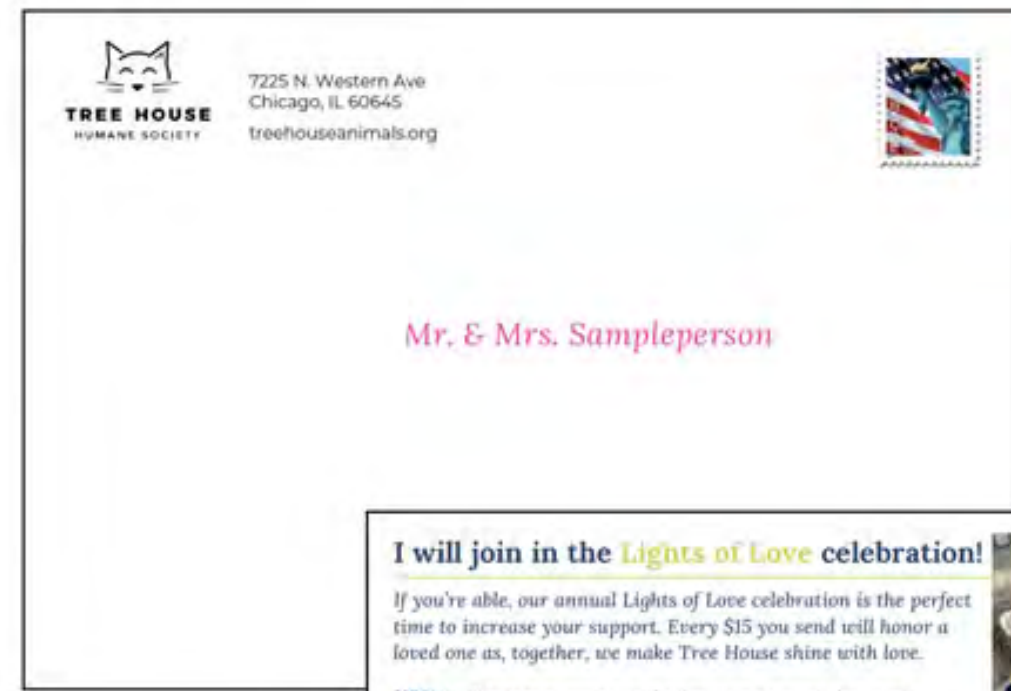 TREE HOUSE
HUMANE SOCIETY
7225 N. Western Ave
Chicago, IL 60645
treehouseanimals.org
Mr. & Mrs. Sampleperson
I will join in the Lights of Love celebration!
If you're able, our annual Lights of Love celebration is the perfect
time to increase your support. Every $15 you send will honor a
loved one as, together, we make Tree House shine with love.